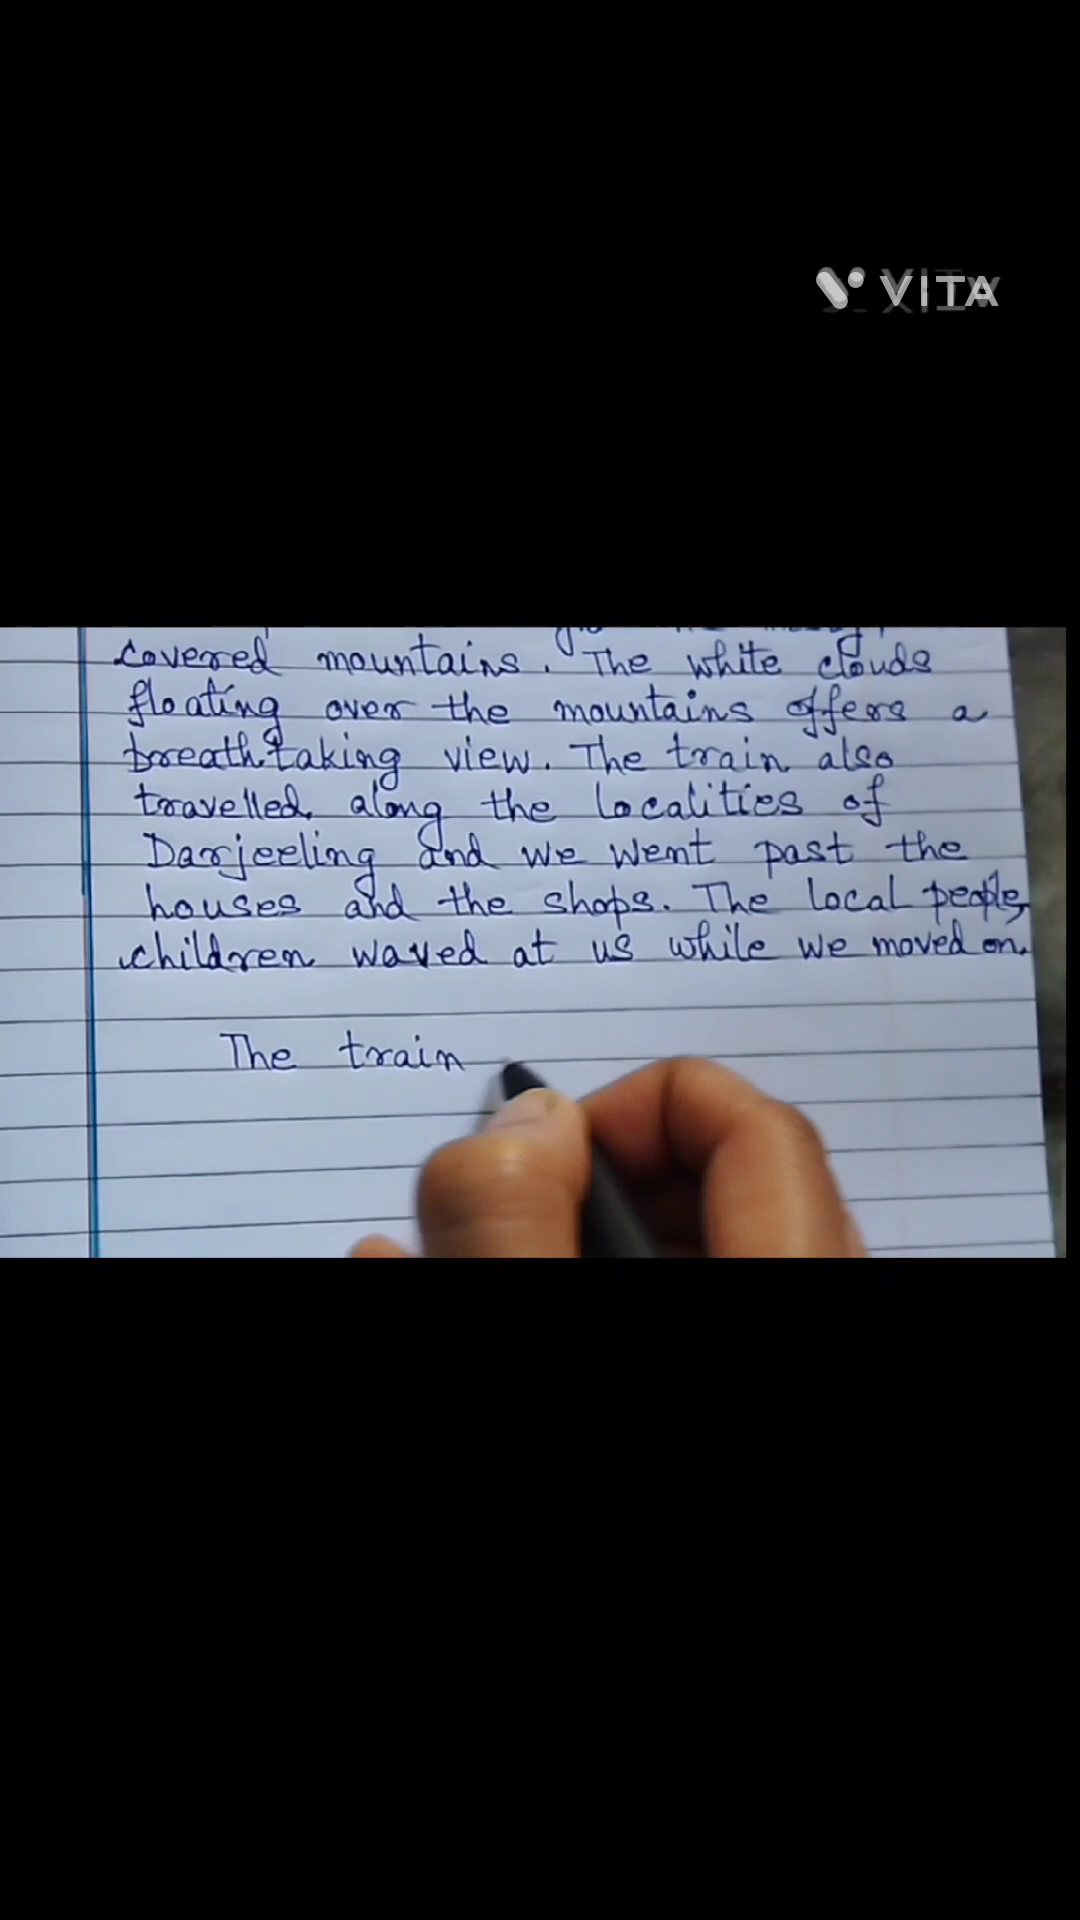 VITA
covered mountains. The white clouds
floating over the mountains offers a
breathtaking view. The train also
travelled along the localities of
Darjeeling and we went past the
houses and the shops. The local people,
children waved at us while we moved on.
The train